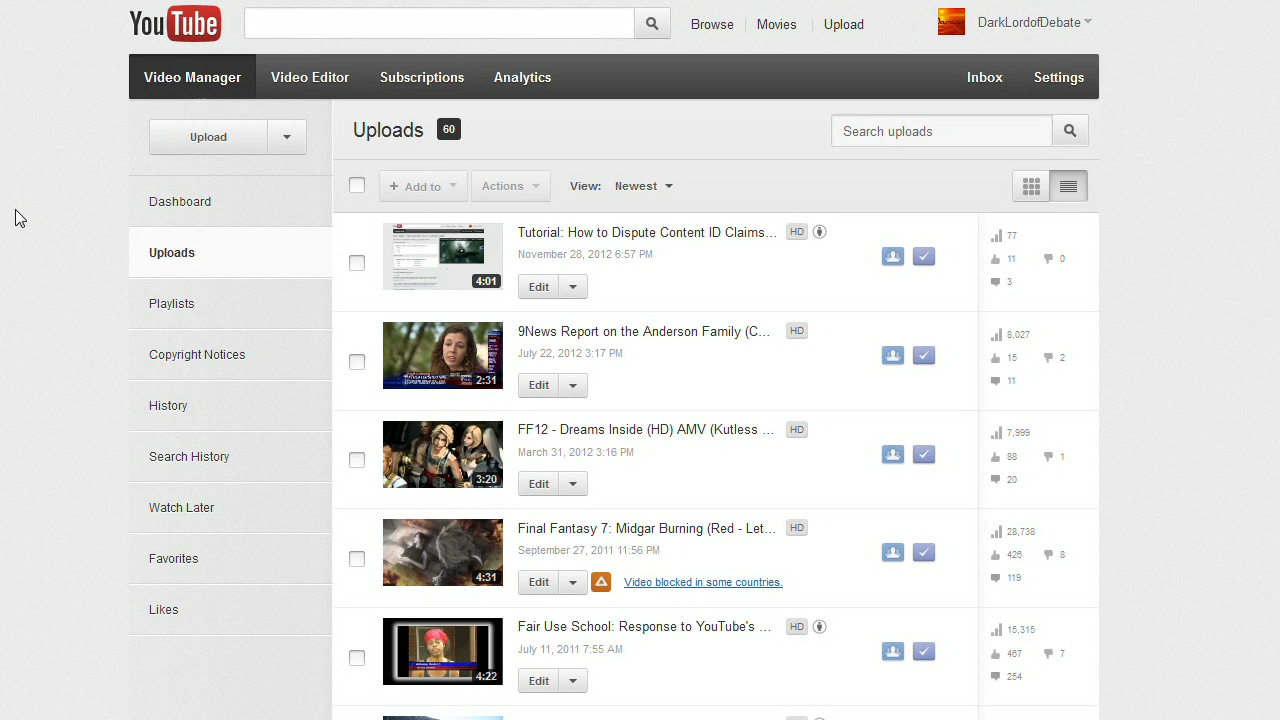 YouTube
Browse
Movies
Upload
DarkLordofDebate
Video Manager
Video Editor
Subscriptions
Analytics
Inbox
Settings
Upload
Uploads 60
Search uploads
+ Add to
Actions
View:
Newest
Dashboard
Uploads
Playlists
Copyright Notices
History
Search History
Watch Later
Favorites
Likes
4:01
Tutorial: How to Dispute Content ID Claims...
HD
November 28, 2012 6:57 PM
Edit
77
11
0
3
2:31
9News Report on the Anderson Family (C...
HD
July 22, 2012 3:17 PM
Edit
8,027
15
2
11
3:20
FF12 - Dreams Inside (HD) AMV (Kutless ...
HD
March 31, 2012 3:16 PM
Edit
7,999
88
1
20
4:31
Final Fantasy 7: Midgar Burning (Red - Let...
HD
September 27, 2011 11:56 PM
Edit
Video blocked in some countries.
28,738
426
8
119
4:22
Fair Use School: Response to YouTube's ...
HD
July 11, 2011 7:55 AM
Edit
15,315
467
7
254